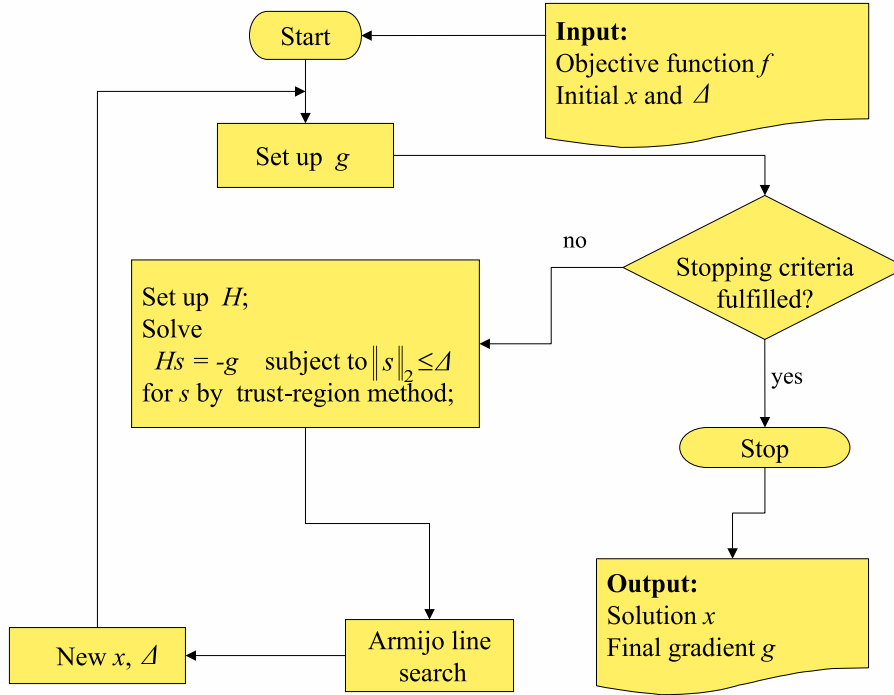 Start
Input:
Objective function f
Initial x and Δ
Set up g
Stopping criteria
fulfilled?
no
yes
Set up H;
Solve
Hs = -g subject to ‖s‖₂ ≤ Δ
for s by trust-region method;
Stop
Output:
Solution x
Final gradient g
Armijo line
search
New x, Δ